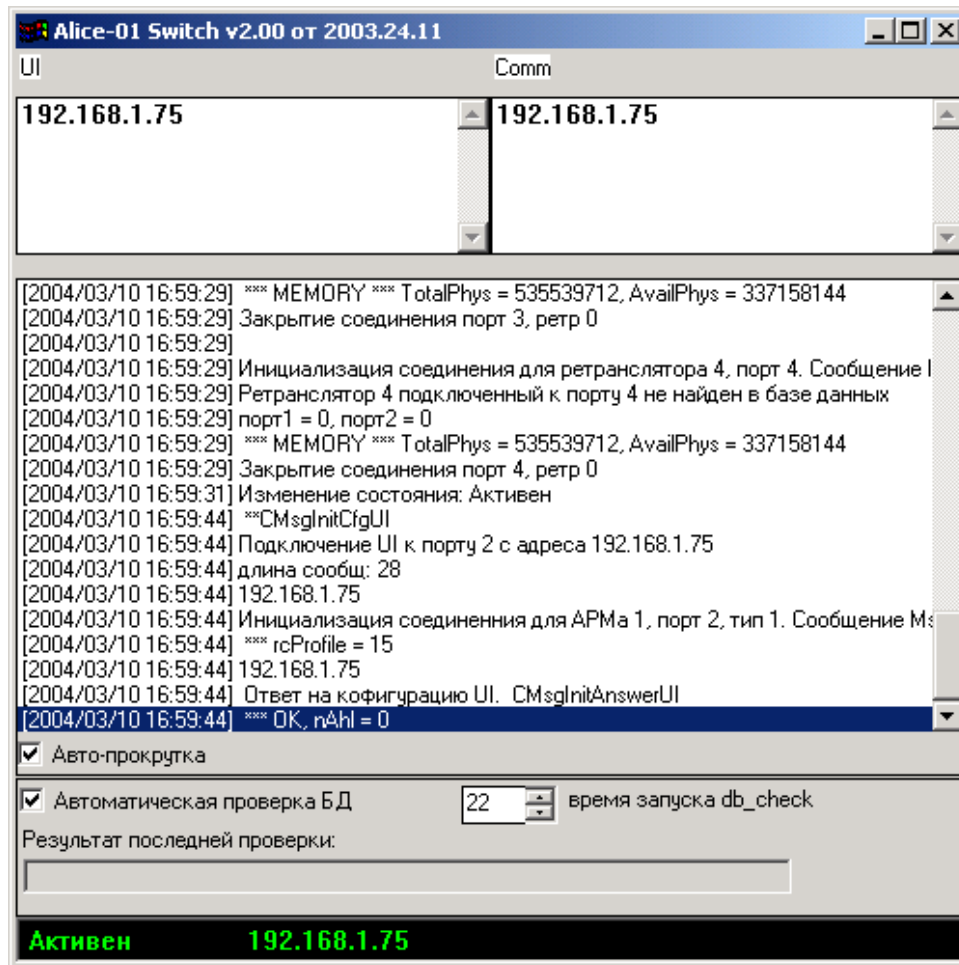 Alice-01 Switch v2.00 от 2003.24.11
UI Comm
192.168.1.75 192.168.1.75
[2004/03/10 16:59:29] *** MEMORY *** TotalPhys = 535539712, AvailPhys = 337158144
[2004/03/10 16:59:29] Закрытие соединения порт 3, ретр 0
[2004/03/10 16:59:29]
[2004/03/10 16:59:29] Инициализация соединения для ретранслятора 4, порт 4. Сообщение
[2004/03/10 16:59:29] Ретранслятор 4 подключенный к порту 4 не найден в базе данных
[2004/03/10 16:59:29] порт1 = 0, порт2 = 0
[2004/03/10 16:59:29] *** MEMORY *** TotalPhys = 535539712, AvailPhys = 337158144
[2004/03/10 16:59:29] Закрытие соединения порт 4, ретр 0
[2004/03/10 16:59:31] Изменение состояния: Активен
[2004/03/10 16:59:44] **CMsgInitCfgUI
[2004/03/10 16:59:44] Подключение UI к порту 2 с адреса 192.168.1.75
[2004/03/10 16:59:44] длина сообщ: 28
[2004/03/10 16:59:44] 192.168.1.75
[2004/03/10 16:59:44] Инициализация соединенния для АРМа 1, порт 2, тип 1. Сообщение
[2004/03/10 16:59:44] *** rcProfile = 15
[2004/03/10 16:59:44] 192.168.1.75
[2004/03/10 16:59:44] Ответ на кофигурацию UI. CMsgInitAnswerUI
[2004/03/10 16:59:44] *** OK, nAhl = 0
Авто-прокрутка
Автоматическая проверка БД 22 время запуска db_check
Результат последней проверки:
Активен 192.168.1.75